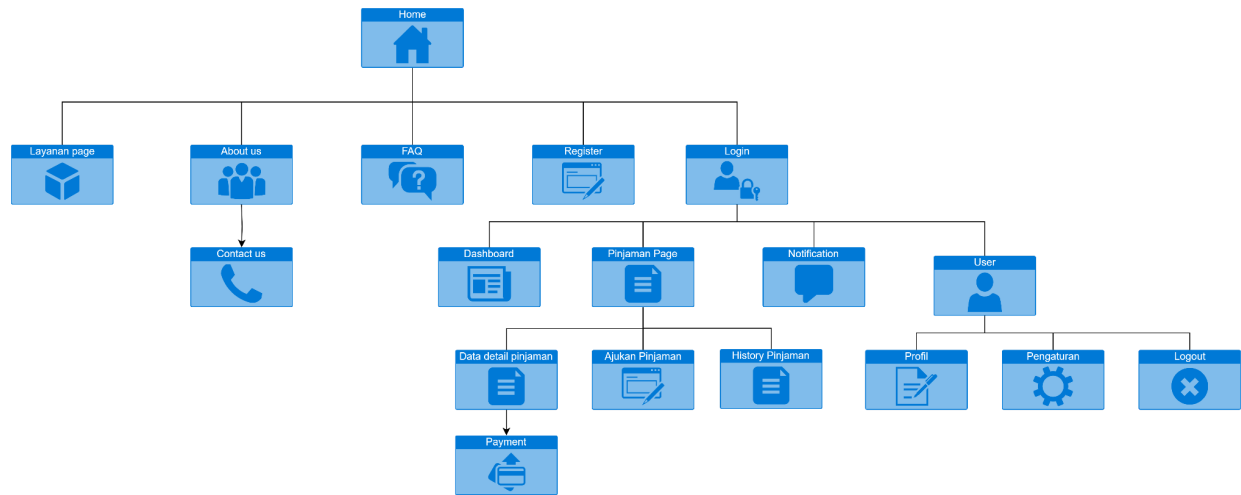 Home
Layanan page
About us
FAQ
Register
Login
Contact us
Dashboard
Pinjaman Page
Notification
User
Data detail pinjaman
Ajukan Pinjaman
History Pinjaman
Profil
Pengaturan
Logout
Payment